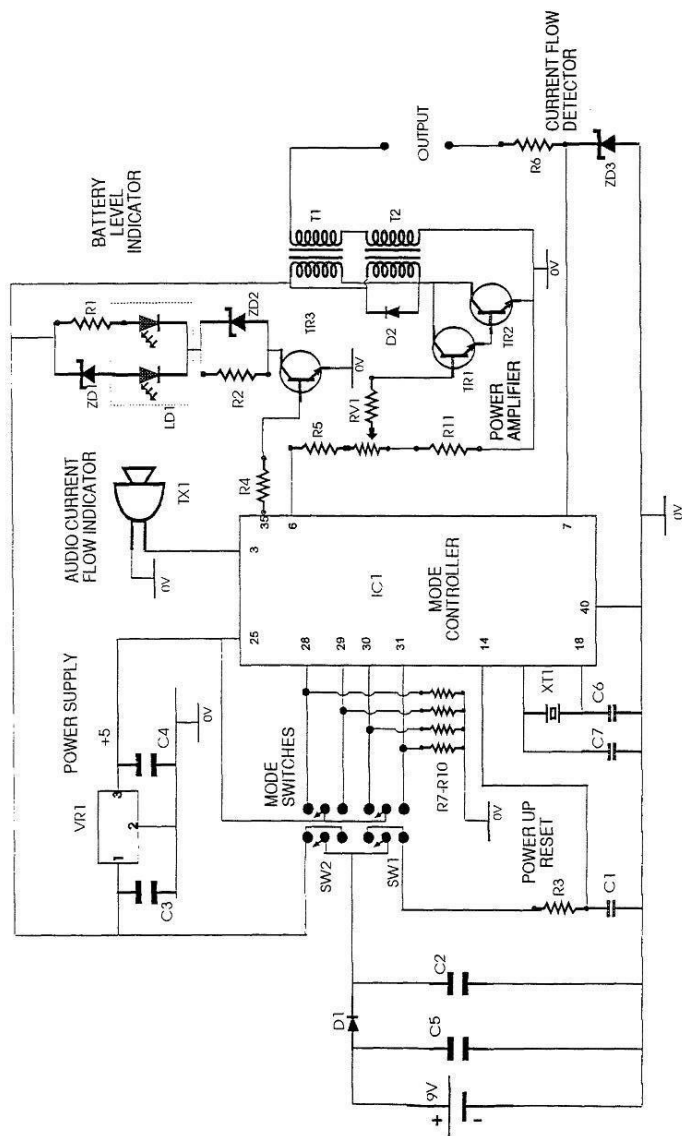 BATTERY
LEVEL
INDICATOR
AUDIO CURRENT
FLOW INDICATOR
POWER SUPPLY
R1
ZD1
LD1
R2
ZD2
TR3
0V
TX1
0V
R4
VR1
1
2
3
+5
C3
C4
0V
T1
T2
D2
TR1
TR2
0V
OUTPUT
R6
CURRENT FLOW
DETECTOR
ZD3
R5
RV1
R11
POWER
AMPLIFIER
MODE
SWITCHES
SW2
SW1
25
3
35
6
7
28
29
30
31
14
18
40
IC1
MODE
CONTROLLER
R7-R10
0V
POWER UP
RESET
R3
C1
XT1
C7
C6
0V
D1
C2
C5
9V
+
-